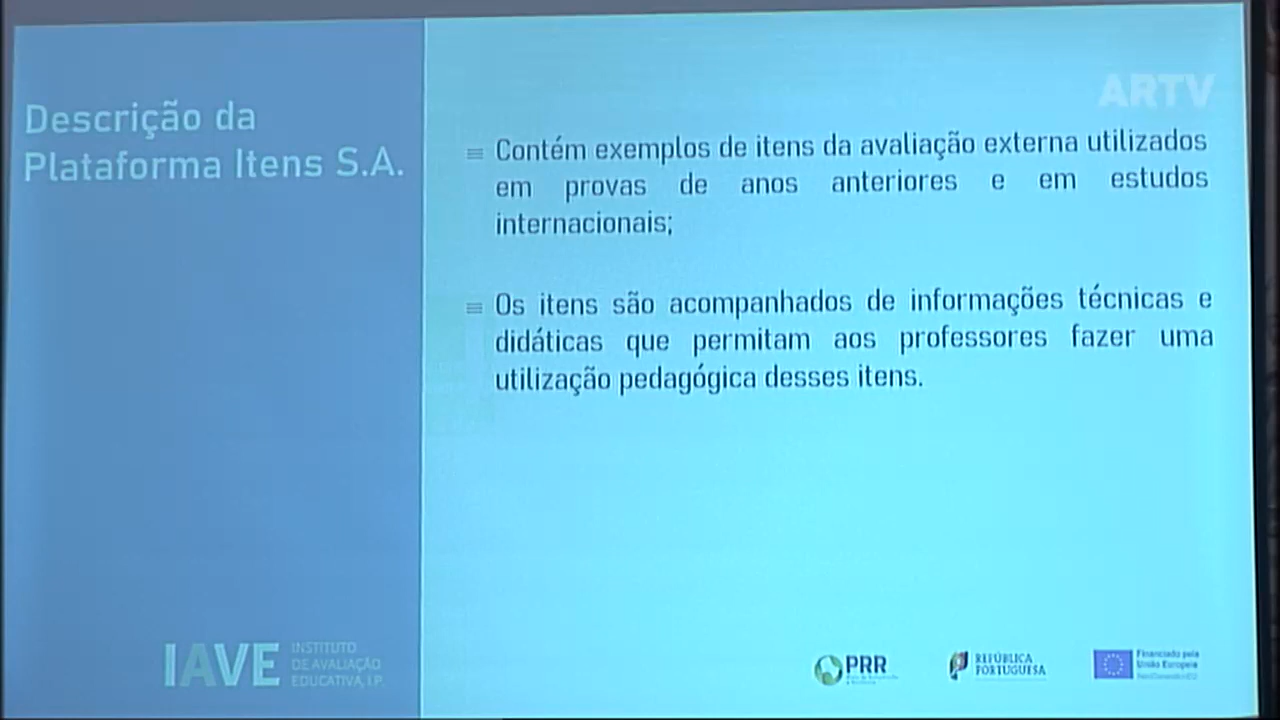 ARTV
Descrição da
Plataforma Itens S.A.
Contém exemplos de itens da avaliação externa utilizados
em provas de anos anteriores e em estudos
internacionais;
Os itens são acompanhados de informações técnicas e
didáticas que permitam aos professores fazer uma
utilização pedagógica desses itens.
IAVE
INSTITUTO
DE AVALIAÇÃO
EDUCATIVA, I.P.
PRR
REPÚBLICA
PORTUGUESA
Financiado pela
União Europeia
NextGenerationEU